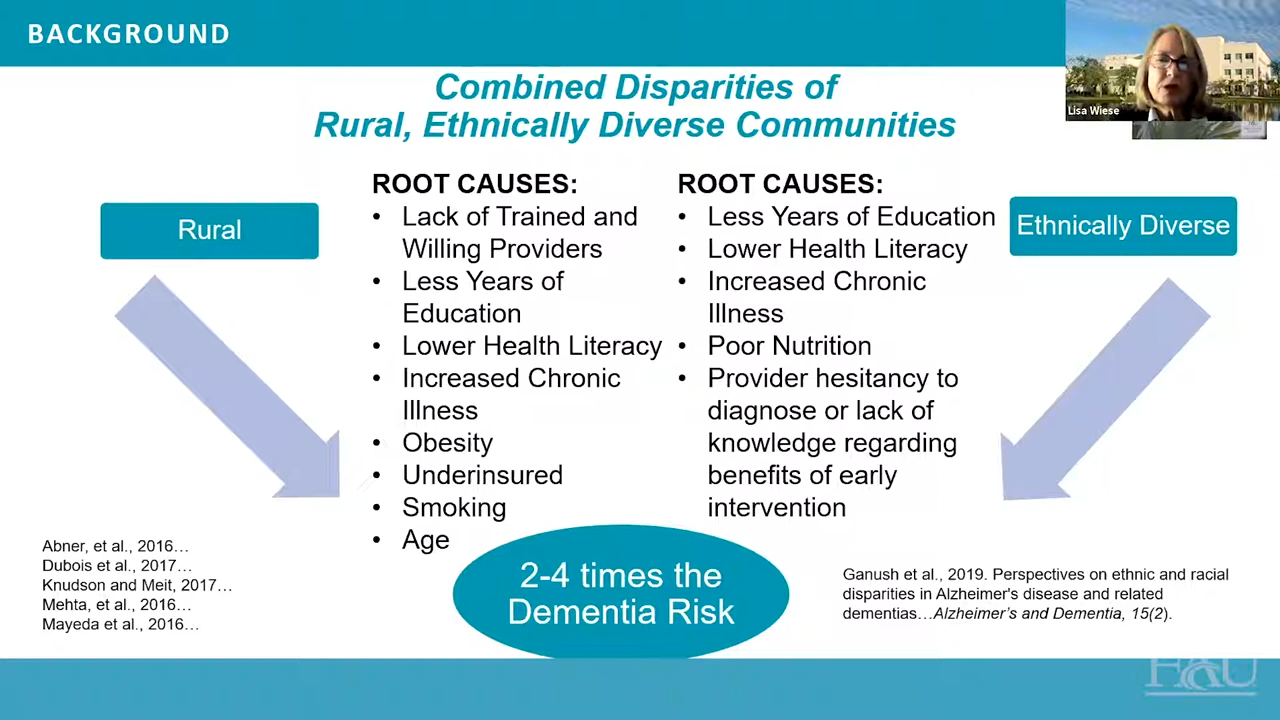 BACKGROUND
Lisa Wiese
Combined Disparities of
Rural, Ethnically Diverse Communities
Rural
ROOT CAUSES:
• Lack of Trained and
Willing Providers
• Less Years of
Education
• Lower Health Literacy
• Increased Chronic
Illness
• Obesity
• Underinsured
• Smoking
• Age
ROOT CAUSES:
• Less Years of Education
• Lower Health Literacy
• Increased Chronic
Illness
• Poor Nutrition
• Provider hesitancy to
diagnose or lack of
knowledge regarding
benefits of early
intervention
Ethnically Diverse
2-4 times the
Dementia Risk
Abner, et al., 2016…
Dubois et al., 2017…
Knudson and Meit, 2017…
Mehta, et al., 2016…
Mayeda et al., 2016…
Ganush et al., 2019. Perspectives on ethnic and racial
disparities in Alzheimer's disease and related
dementias…Alzheimer's and Dementia, 15(2).
FAU